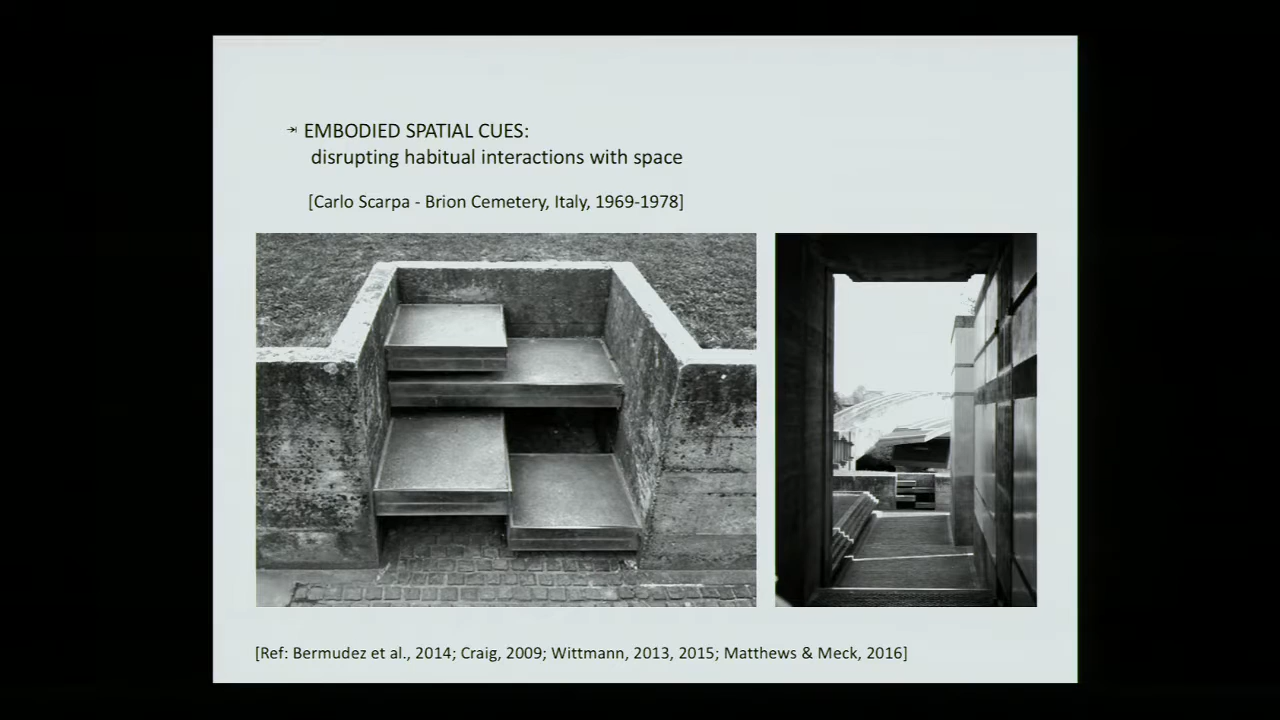 ⇥ EMBODIED SPATIAL CUES:
disrupting habitual interactions with space
[Carlo Scarpa - Brion Cemetery, Italy, 1969-1978]
[Ref: Bermudez et al., 2014; Craig, 2009; Wittmann, 2013, 2015; Matthews & Meck, 2016]